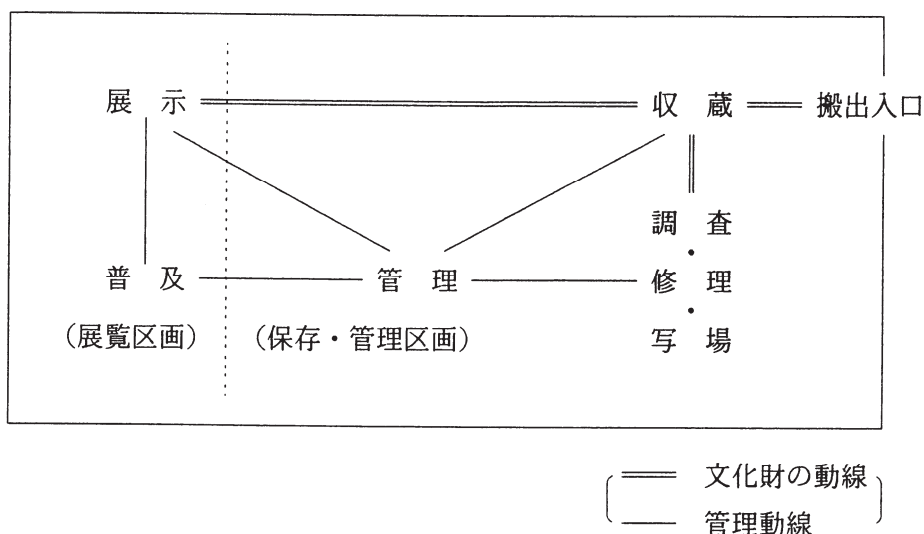 展示
収蔵
搬出入口
調査
・
普及
管理
修理
・
(展覧区画)
(保存・管理区画)
写場
文化財の動線
管理動線